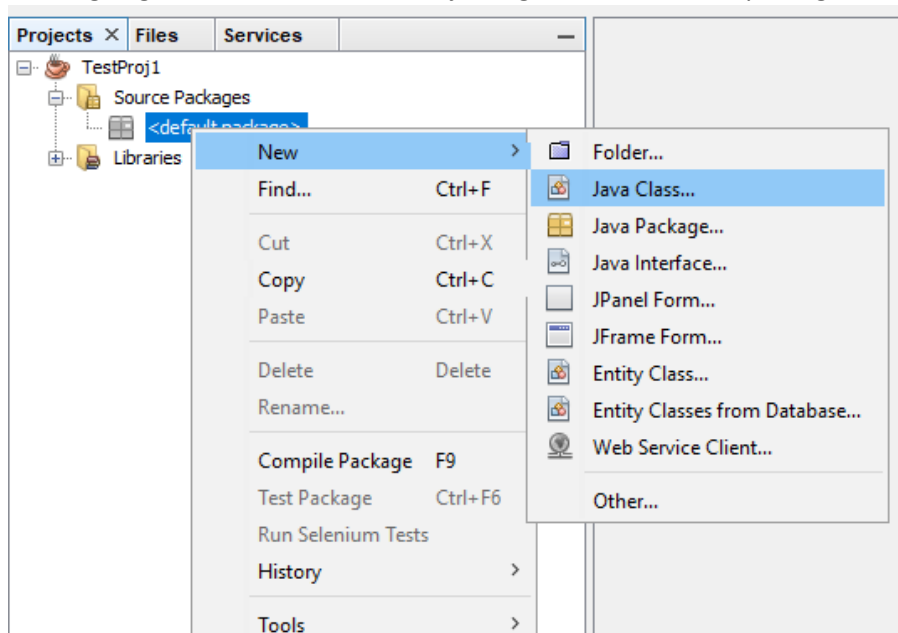 Projects Files Services
TestProj1
Source Packages
<default package>
Libraries
New
Find... Ctrl+F
Cut Ctrl+X
Copy Ctrl+C
Paste Ctrl+V
Delete Delete
Rename...
Compile Package F9
Test Package Ctrl+F6
Run Selenium Tests
History
Tools
Folder...
Java Class...
Java Package...
Java Interface...
JPanel Form...
JFrame Form...
Entity Class...
Entity Classes from Database...
Web Service Client...
Other...